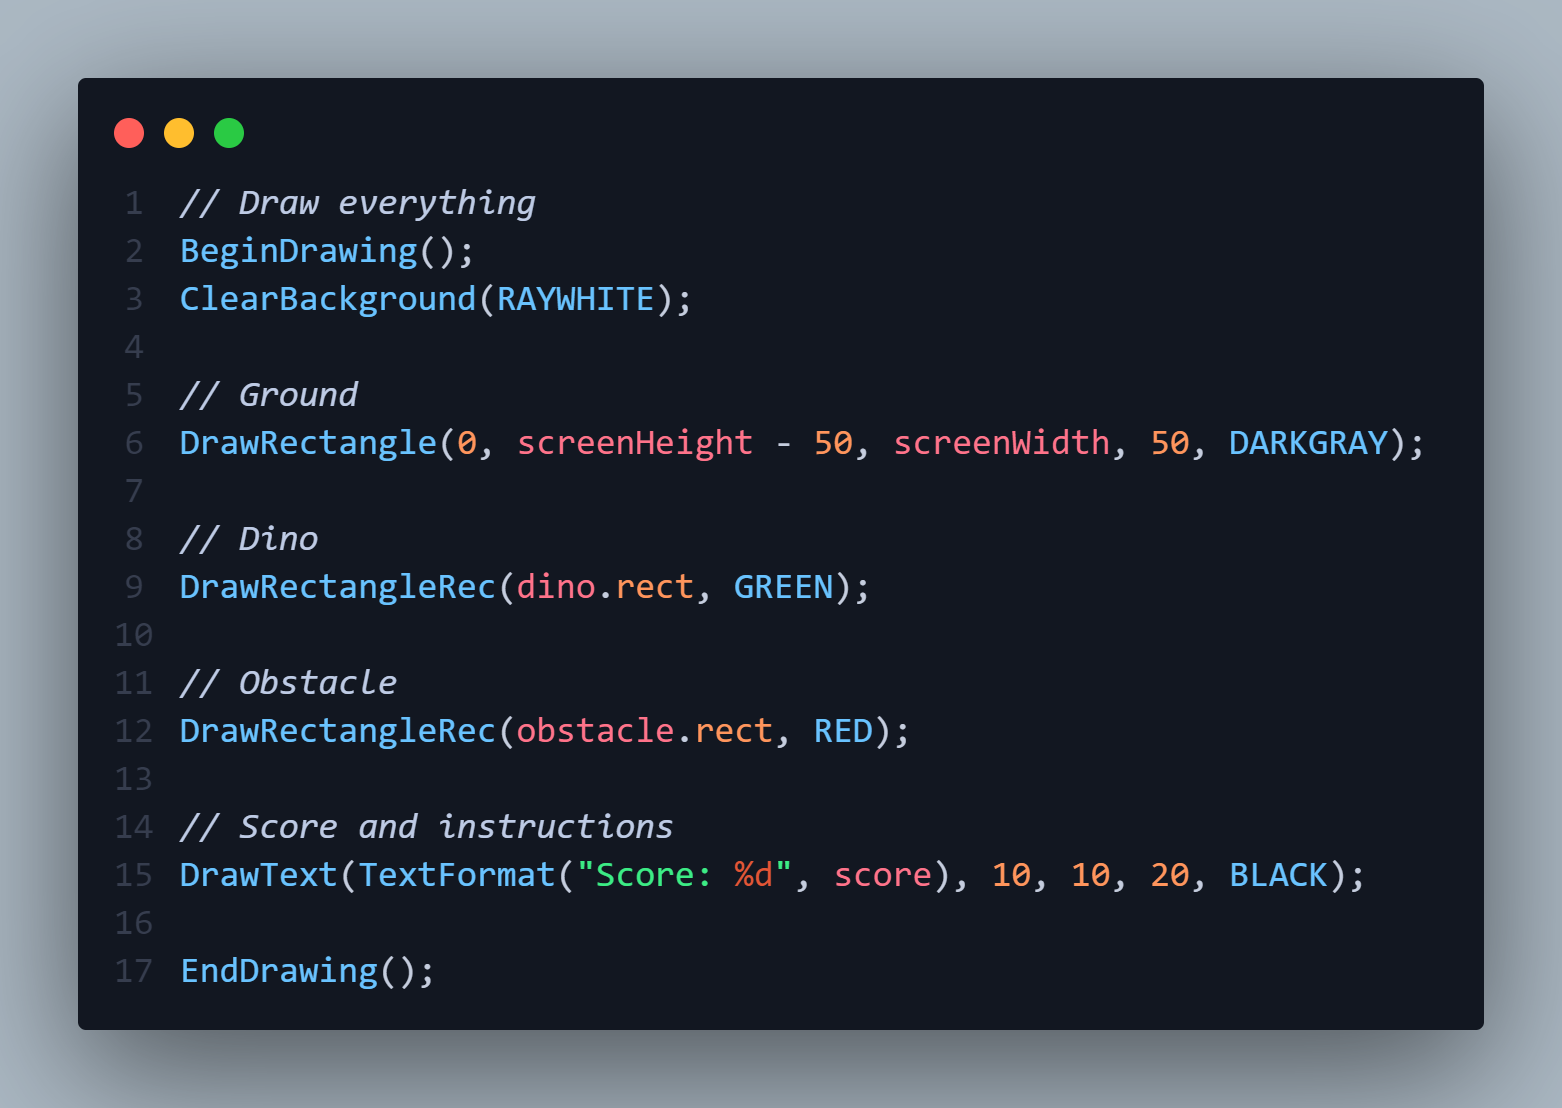 1 // Draw everything
2 BeginDrawing();
3 ClearBackground(RAYWHITE);
4
5 // Ground
6 DrawRectangle(0, screenHeight - 50, screenWidth, 50, DARKGRAY);
7
8 // Dino
9 DrawRectangleRec(dino.rect, GREEN);
10
11 // Obstacle
12 DrawRectangleRec(obstacle.rect, RED);
13
14 // Score and instructions
15 DrawText(TextFormat("Score: %d", score), 10, 10, 20, BLACK);
16
17 EndDrawing();